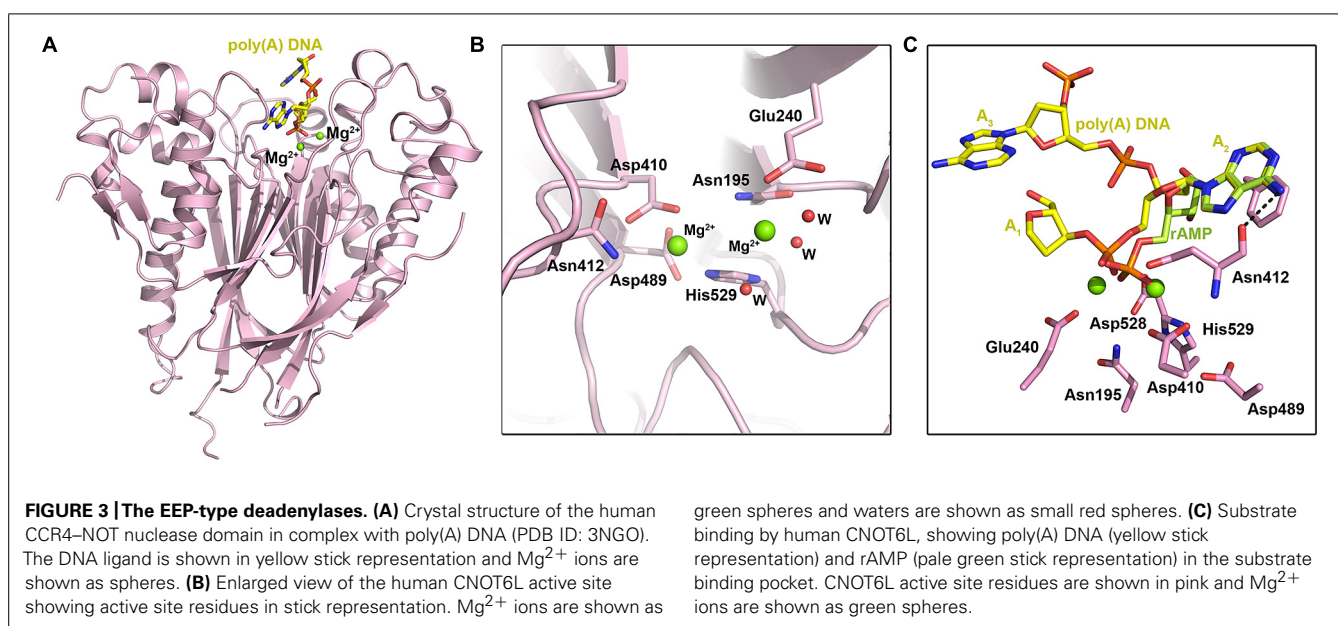 A
poly(A) DNA
Mg2+
Mg2+
B
Glu240
Asp410
Asn195
Mg2+
Mg2+
W
W
Asn412
Asp489
His529
W
C
A3
poly(A) DNA
A2
A1
rAMP
Asn412
Asp528
His529
Glu240
Asn195
Asp410
Asp489
FIGURE 3 | The EEP-type deadenylases. (A) Crystal structure of the human
CCR4–NOT nuclease domain in complex with poly(A) DNA (PDB ID: 3NGO).
The DNA ligand is shown in yellow stick representation and Mg2+ ions are
shown as spheres. (B) Enlarged view of the human CNOT6L active site
showing active site residues in stick representation. Mg2+ ions are shown as
green spheres and waters are shown as small red spheres. (C) Substrate
binding by human CNOT6L, showing poly(A) DNA (yellow stick
representation) and rAMP (pale green stick representation) in the substrate
binding pocket. CNOT6L active site residues are shown in pink and Mg2+
ions are shown as green spheres.